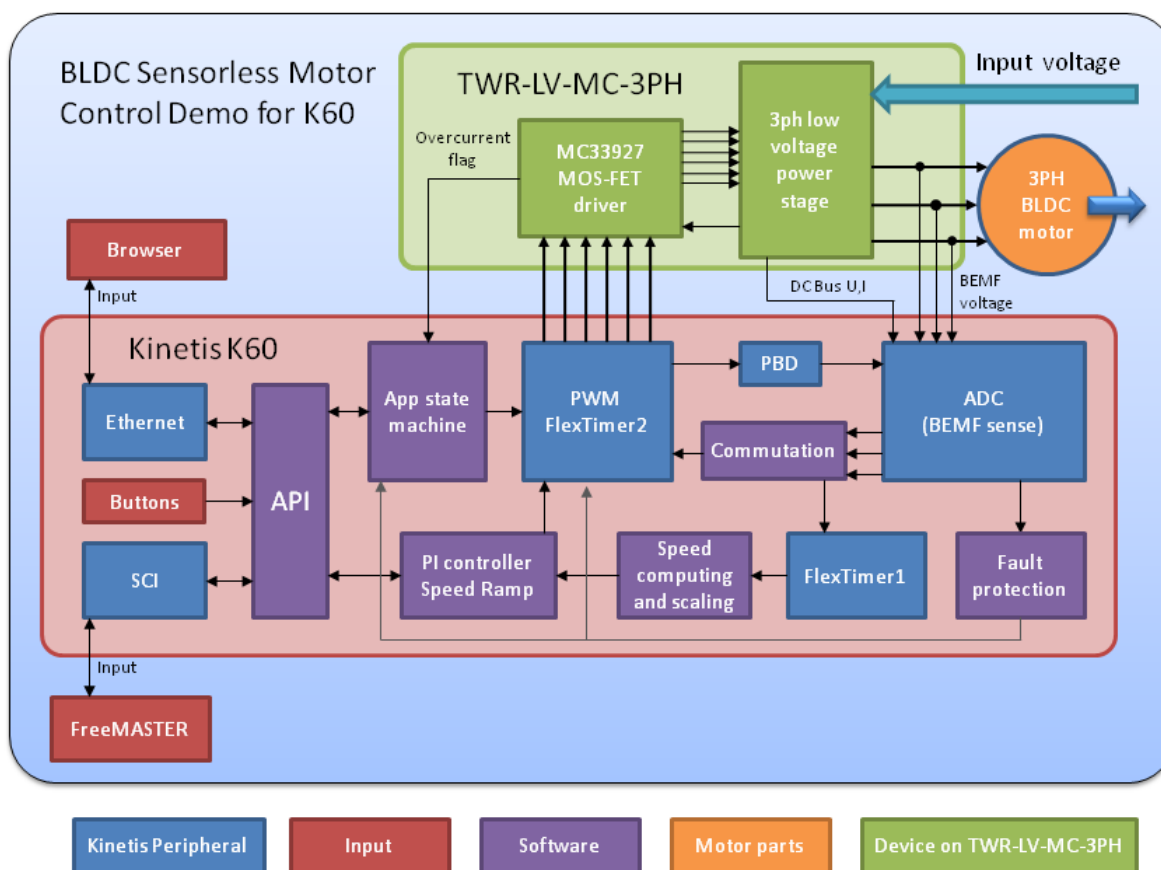 BLDC Sensorless Motor
Control Demo for K60
TWR-LV-MC-3PH
Input voltage
Overcurrent
flag
MC33927
MOS-FET
driver
3ph low
voltage
power
stage
3PH
BLDC
motor
Browser
Input
DC Bus U,I
BEMF
voltage
Kinetis K60
Ethernet
Buttons
SCI
API
App state
machine
PWM
FlexTimer2
PBD
ADC
(BEMF sense)
Commutation
PI controller
Speed Ramp
Speed
computing
and scaling
FlexTimer1
Fault
protection
Input
FreeMASTER
Kinetis Peripheral
Input
Software
Motor parts
Device on TWR-LV-MC-3PH